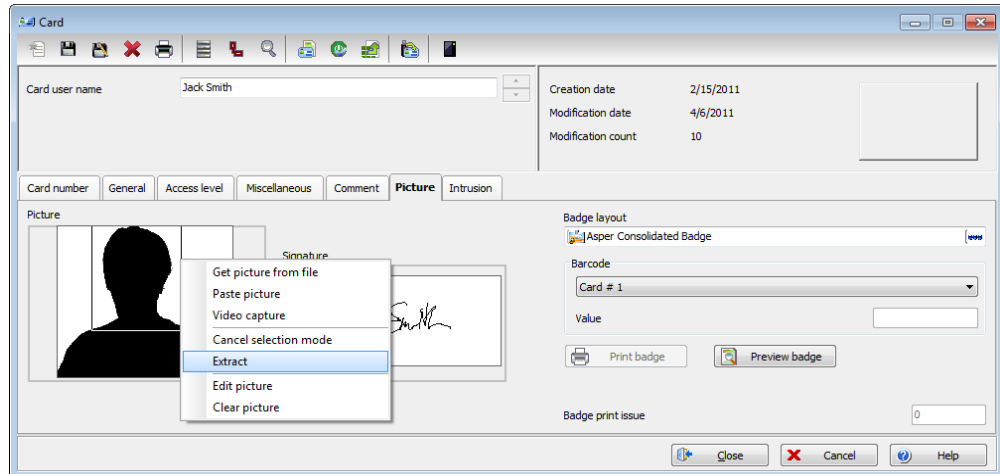 Card
Card user name
Jack Smith
Creation date 2/15/2011
Modification date 4/6/2011
Modification count 10
Card number General Access level Miscellaneous Comment Picture Intrusion
Picture
Signature
Get picture from file
Paste picture
Video capture
Cancel selection mode
Extract
Edit picture
Clear picture
Smith
Badge layout
Asper Consolidated Badge
Barcode
Card # 1
Value
Print badge Preview badge
Badge print issue 0
Close Cancel Help